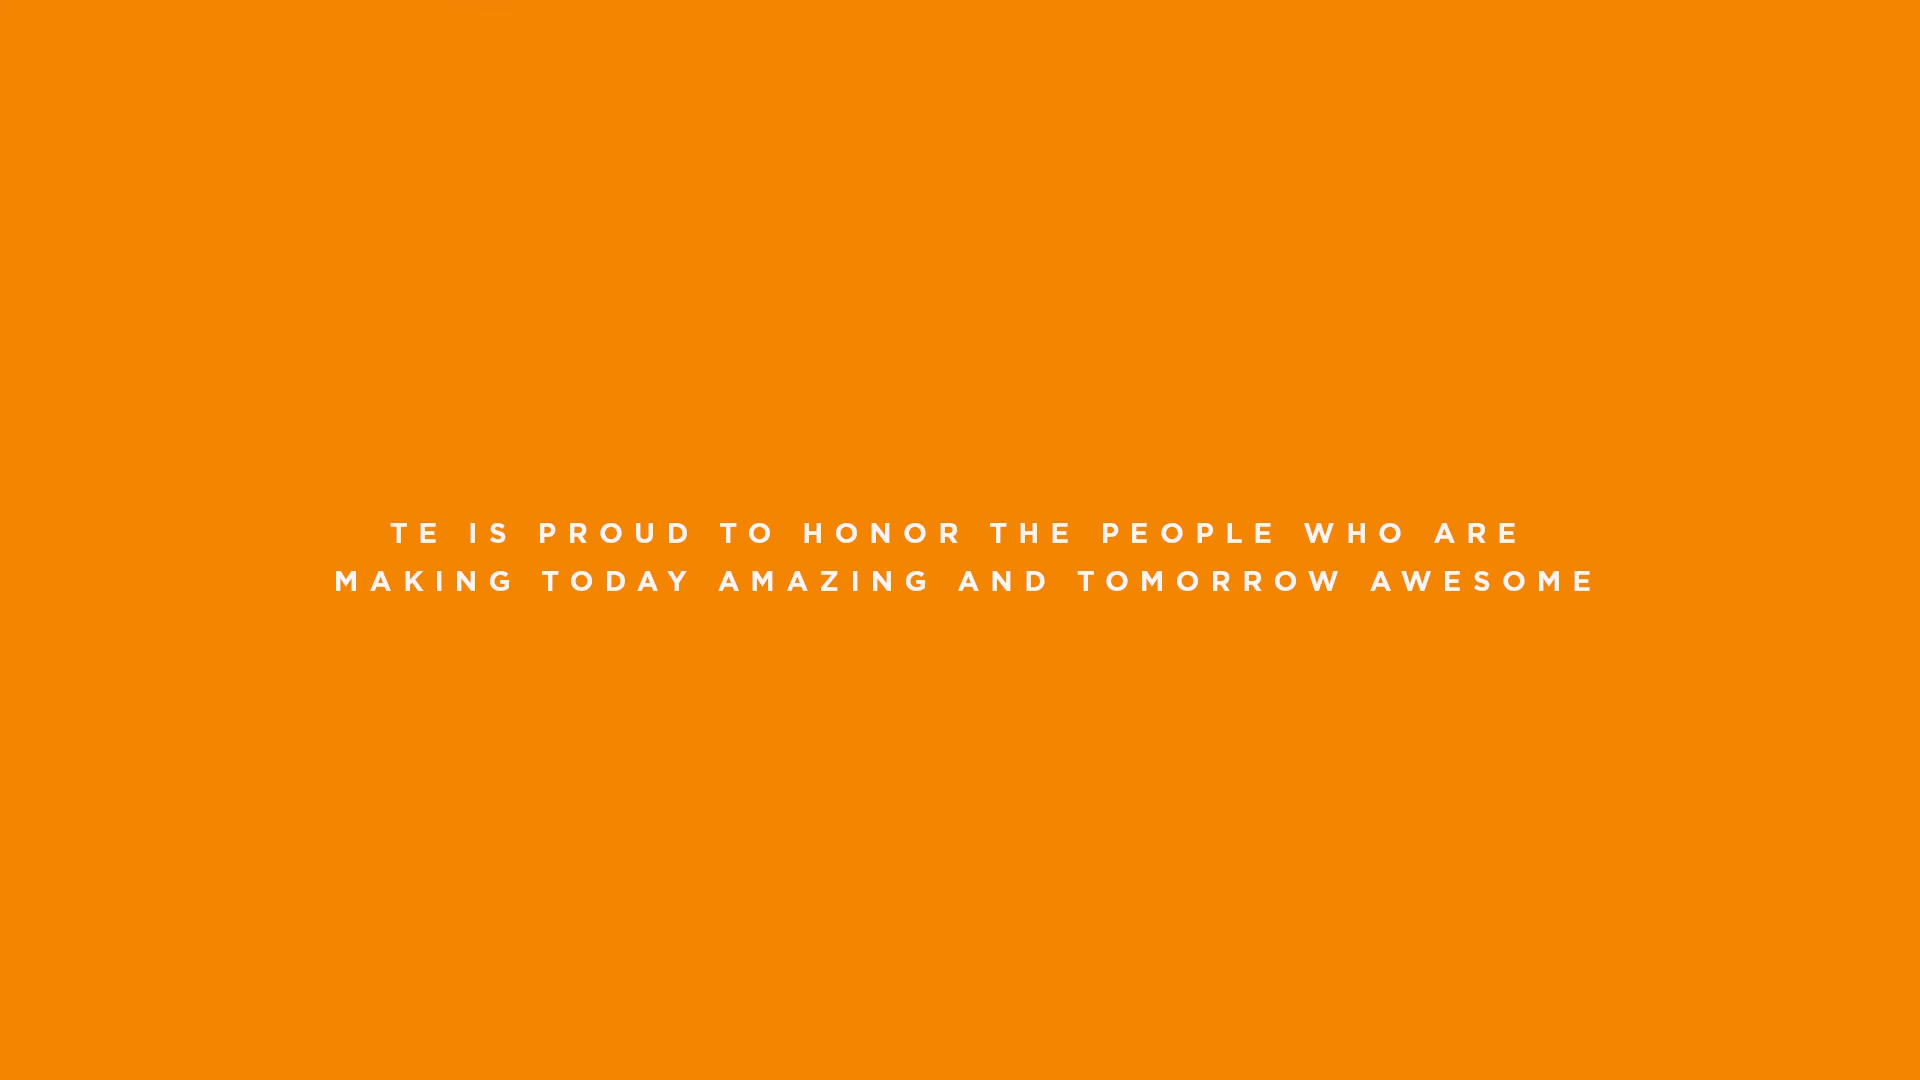 TE IS PROUD TO HONOR THE PEOPLE WHO ARE
MAKING TODAY AMAZING AND TOMORROW AWESOME